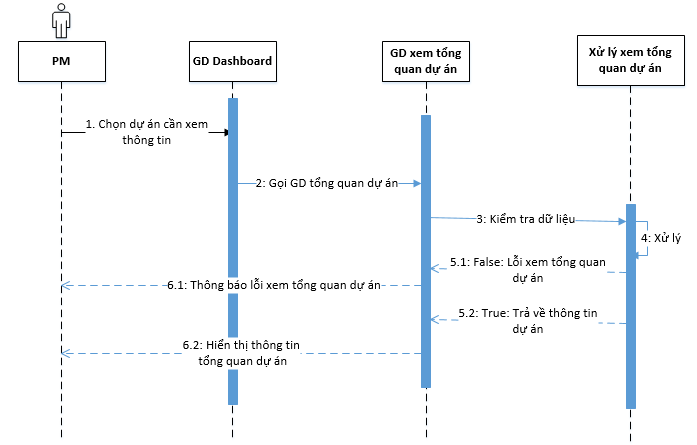 PM
GD Dashboard
GD xem tổng
quan dự án
Xử lý xem tổng
quan dự án
1. Chọn dự án cần xem
thông tin
2: Gọi GD tổng quan dự án
3: Kiểm tra dữ liệu
4: Xử lý
5.1: False: Lỗi xem tổng quan
dự án
6.1: Thông báo lỗi xem tổng quan dự án
5.2: True: Trả về thông tin
dự án
6.2: Hiển thị thông tin
tổng quan dự án